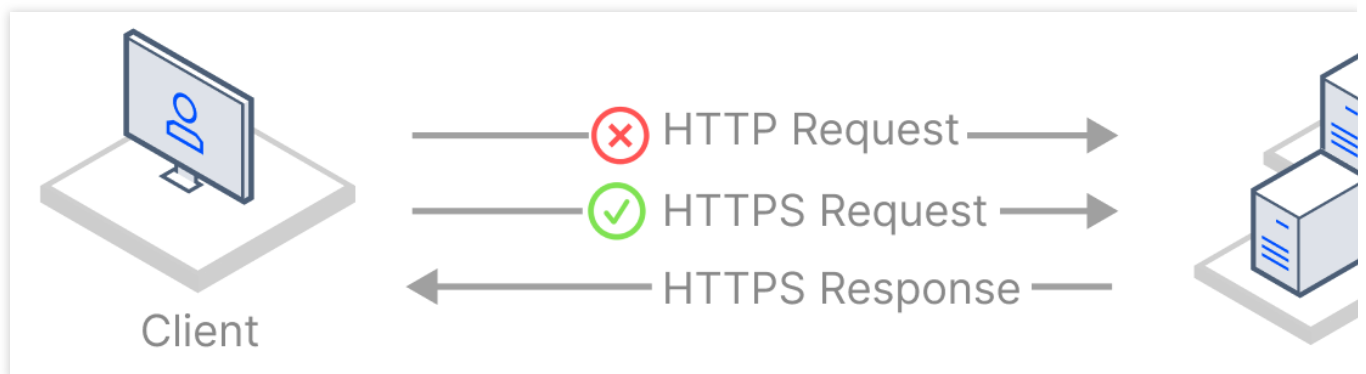 HTTP Request
HTTPS Request
HTTPS Response
Client